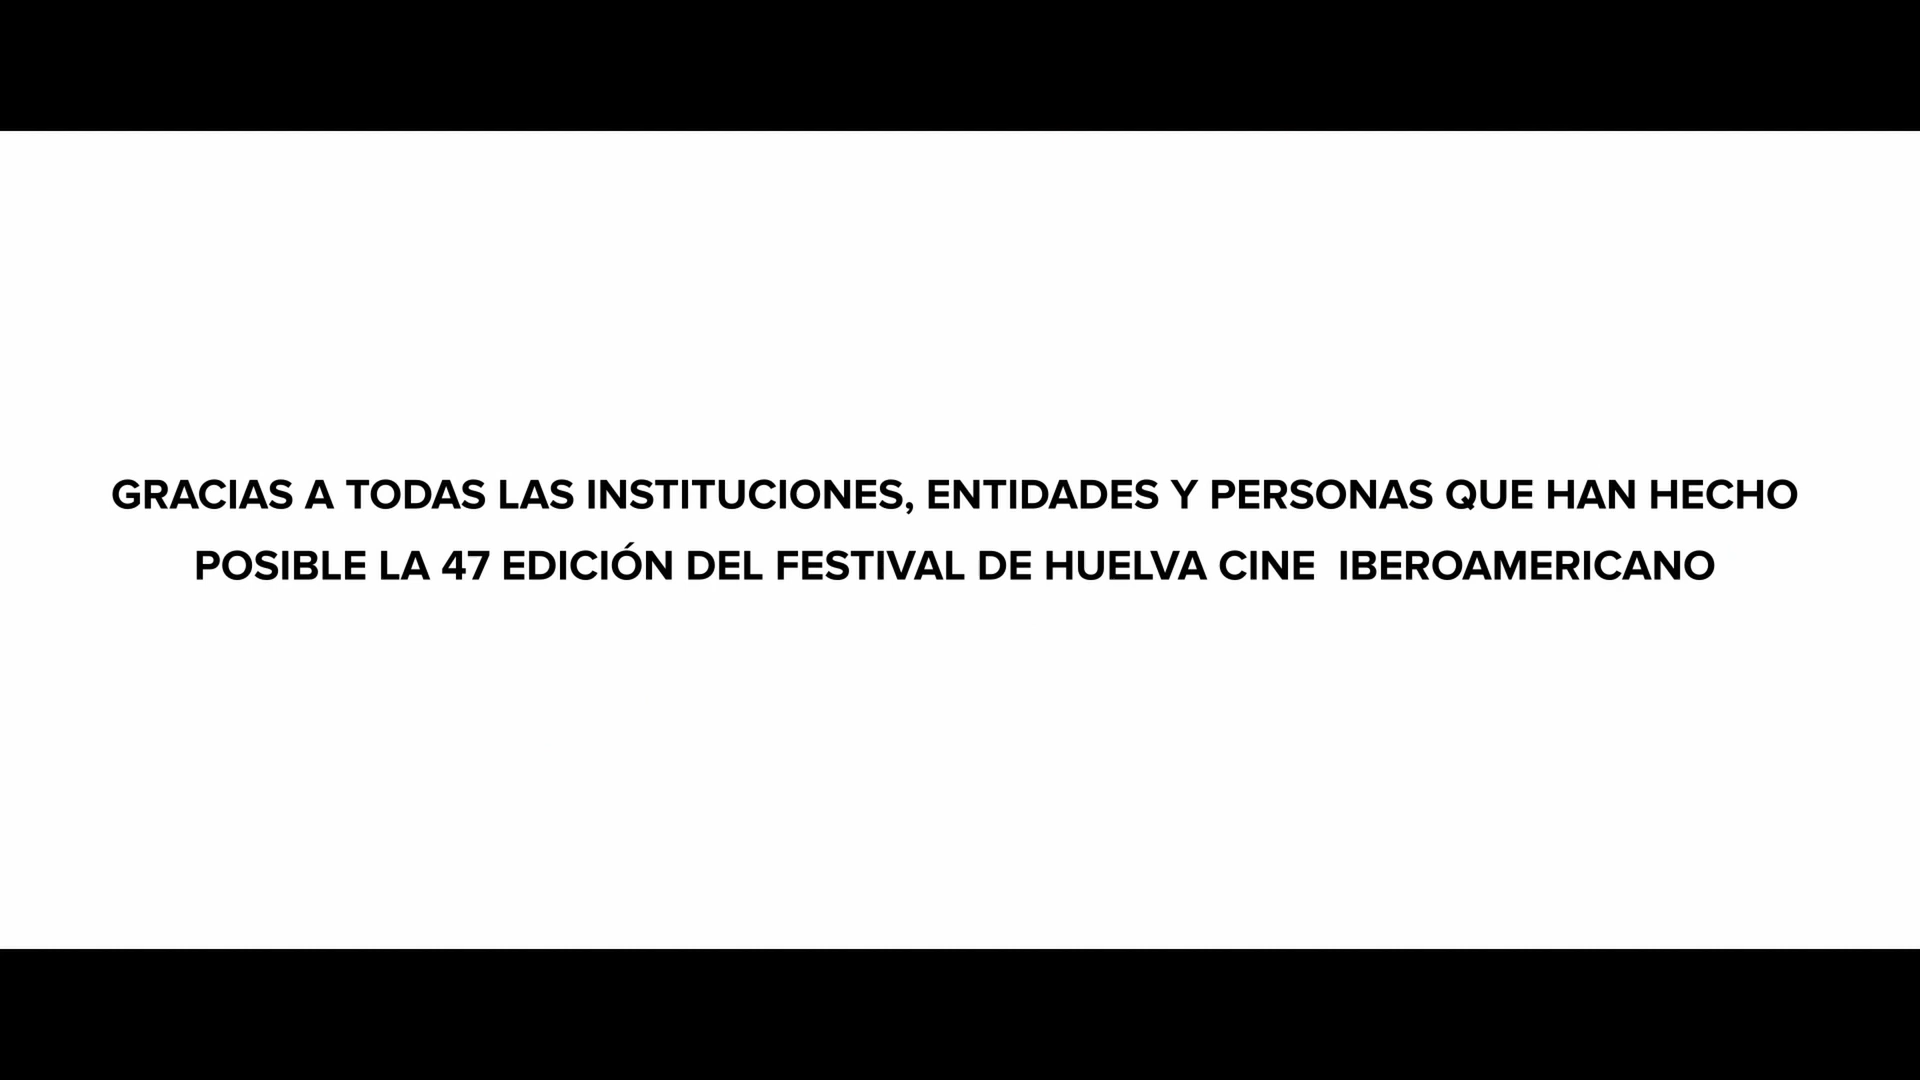 GRACIAS A TODAS LAS INSTITUCIONES, ENTIDADES Y PERSONAS QUE HAN HECHO
POSIBLE LA 47 EDICIÓN DEL FESTIVAL DE HUELVA CINE  IBEROAMERICANO